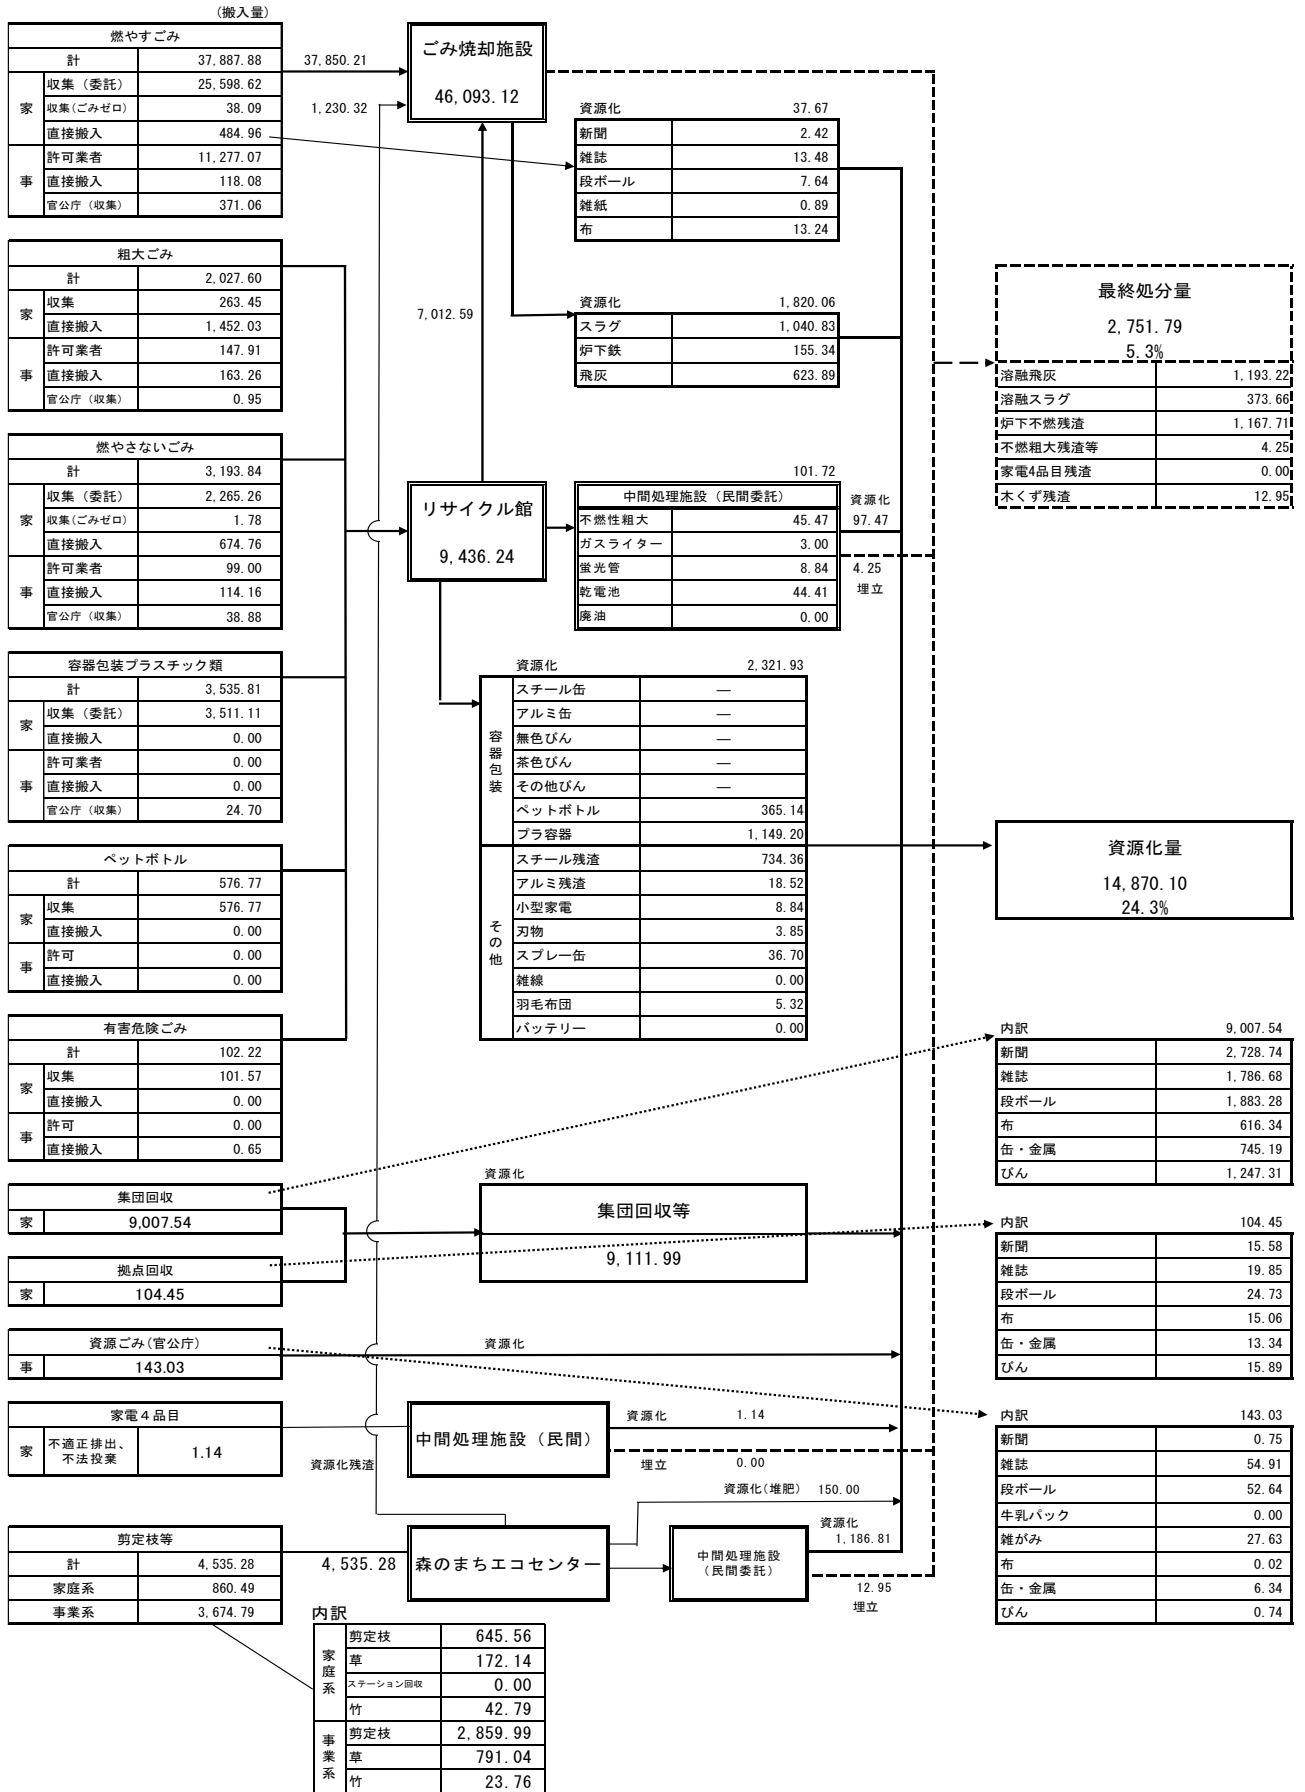 (搬入量)
燃やすごみ
計 37,887.88
家 収集（委託） 25,598.62
収集(ごみゼロ) 38.09
直接搬入 484.96
事 許可業者 11,277.07
直接搬入 118.08
官公庁（収集） 371.06
37,850.21
1,230.32
ごみ焼却施設
46,093.12
資源化 37.67
新聞 2.42
雑誌 13.48
段ボール 7.64
雑紙 0.89
布 13.24
粗大ごみ
計 2,027.60
家 収集 263.45
直接搬入 1,452.03
事 許可業者 147.91
直接搬入 163.26
官公庁（収集） 0.95
7,012.59
資源化 1,820.06
スラグ 1,040.83
炉下鉄 155.34
飛灰 623.89
最終処分量
2,751.79
5.3%
溶融飛灰 1,193.22
溶融スラグ 373.66
炉下不燃残渣 1,167.71
不燃粗大残渣等 4.25
家電4品目残渣 0.00
木くず残渣 12.95
燃やさないごみ
計 3,193.84
家 収集（委託） 2,265.26
収集(ごみゼロ) 1.78
直接搬入 674.76
事 許可業者 99.00
直接搬入 114.16
官公庁（収集） 38.88
リサイクル館
9,436.24
101.72
中間処理施設（民間委託）
不燃性粗大 45.47
ガスライター 3.00
蛍光管 8.84
乾電池 44.41
廃油 0.00
資源化
97.47
4.25
埋立
容器包装プラスチック類
計 3,535.81
家 収集（委託） 3,511.11
直接搬入 0.00
事 許可業者 0.00
直接搬入 0.00
官公庁（収集） 24.70
資源化 2,321.93
容器包装 スチール缶 ―
アルミ缶 ―
無色びん ―
茶色びん ―
その他びん ―
ペットボトル 365.14
プラ容器 1,149.20
その他 スチール残渣 734.36
アルミ残渣 18.52
小型家電 8.84
刃物 3.85
スプレー缶 36.70
雑線 0.00
羽毛布団 5.32
バッテリー 0.00
資源化量
14,870.10
24.3%
ペットボトル
計 576.77
家 収集 576.77
直接搬入 0.00
事 許可 0.00
直接搬入 0.00
有害危険ごみ
計 102.22
家 収集 101.57
直接搬入 0.00
事 許可 0.00
直接搬入 0.65
内訳 9,007.54
新聞 2,728.74
雑誌 1,786.68
段ボール 1,883.28
布 616.34
缶・金属 745.19
びん 1,247.31
集団回収
家 9,007.54
拠点回収
家 104.45
資源化
集団回収等
9,111.99
内訳 104.45
新聞 15.58
雑誌 19.85
段ボール 24.73
布 15.06
缶・金属 13.34
びん 15.89
資源ごみ(官公庁)
事 143.03
資源化
家電４品目
家 不適正排出、
不法投棄 1.14
資源化残渣
中間処理施設（民間）
資源化 1.14
埋立 0.00
内訳 143.03
新聞 0.75
雑誌 54.91
段ボール 52.64
牛乳パック 0.00
雑がみ 27.63
布 0.02
缶・金属 6.34
びん 0.74
剪定枝等
計 4,535.28
家庭系 860.49
事業系 3,674.79
4,535.28
森のまちエコセンター
資源化(堆肥) 150.00
中間処理施設
（民間委託）
資源化
1,186.81
12.95
埋立
内訳
家庭系 剪定枝 645.56
草 172.14
ステーション回収 0.00
竹 42.79
事業系 剪定枝 2,859.99
草 791.04
竹 23.76